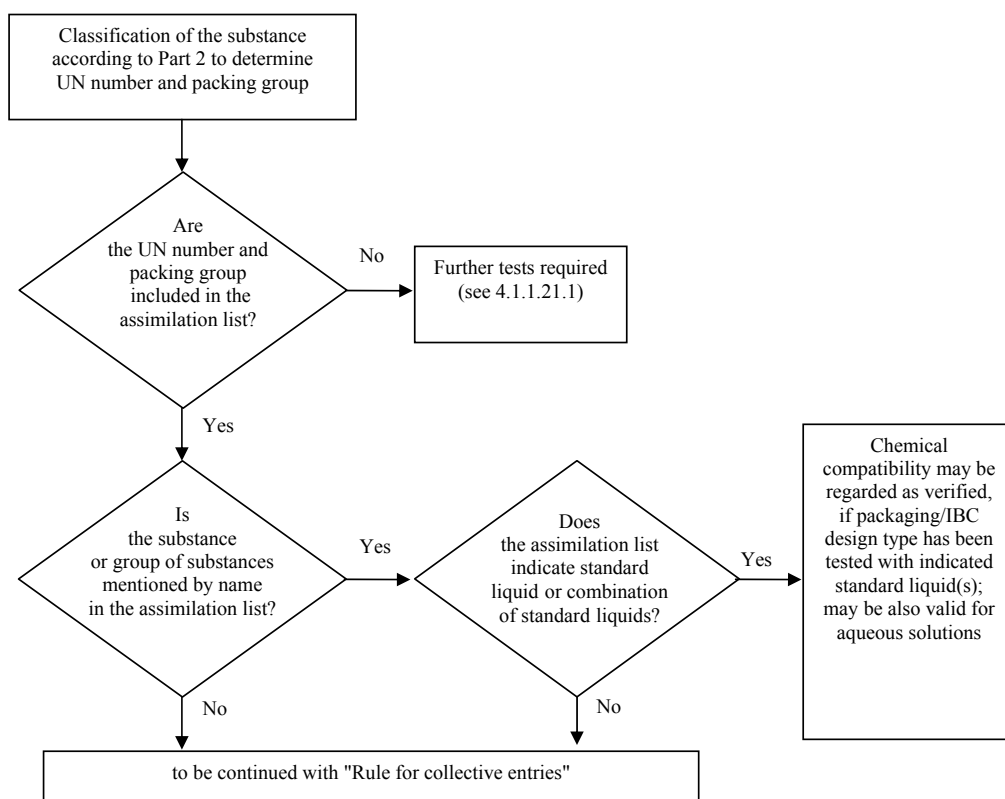 Classification of the substance
according to Part 2 to determine
UN number and packing group
Are
the UN number and
packing group
included in the
assimilation list?
No
Further tests required
(see 4.1.1.21.1)
Yes
Is
the substance
or group of substances
mentioned by name
in the assimilation list?
Yes
Does
the assimilation list
indicate standard
liquid or combination
of standard liquids?
Yes
Chemical
compatibility may be
regarded as verified,
if packaging/IBC
design type has been
tested with indicated
standard liquid(s);
may be also valid for
aqueous solutions
No
No
to be continued with "Rule for collective entries"